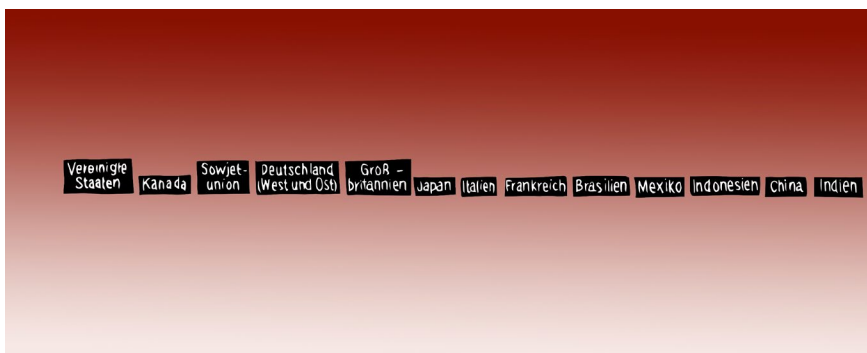 Vereinigte
Staaten
Kanada
Sowjet-
union
Deutschland
(West und Ost)
Groß -
britannien
Japan
Italien
Frankreich
Brasilien
Mexiko
Indonesien
China
Indien